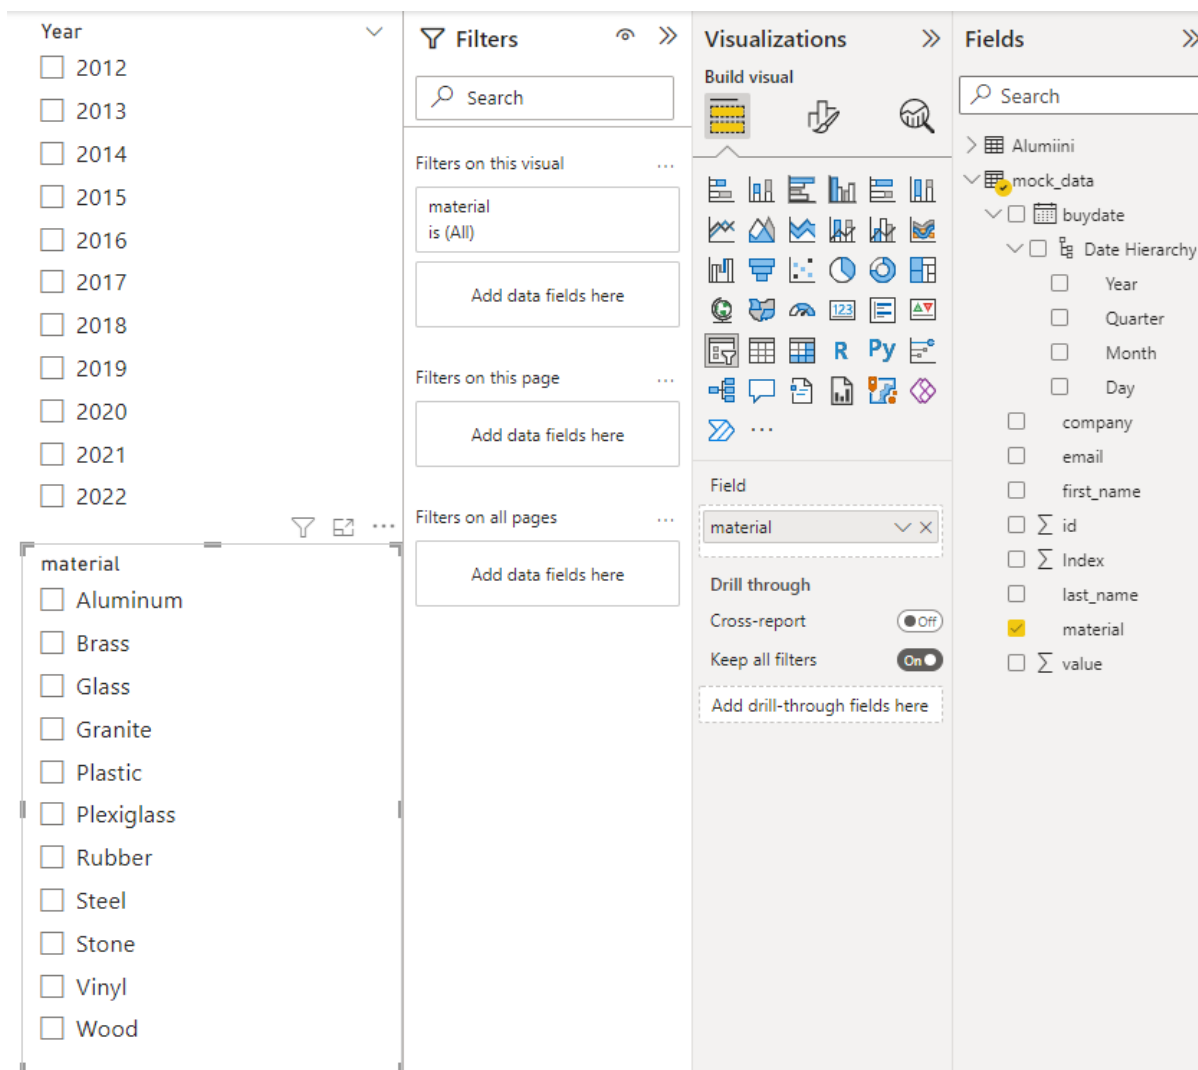 Year
2012
2013
2014
2015
2016
2017
2018
2019
2020
2021
2022
material
Aluminum
Brass
Glass
Granite
Plastic
Plexiglass
Rubber
Steel
Stone
Vinyl
Wood
Filters
Search
Filters on this visual
...
material
is (All)
Add data fields here
Filters on this page
...
Add data fields here
Filters on all pages
...
Add data fields here
Visualizations
Build visual
123
R
Py
...
Field
material
Drill through
Cross-report
Off
Keep all filters
On
Add drill-through fields here
Fields
Search
Alumiini
mock_data
buydate
Date Hierarchy
Year
Quarter
Month
Day
company
email
first_name
∑ id
∑ Index
last_name
material
∑ value